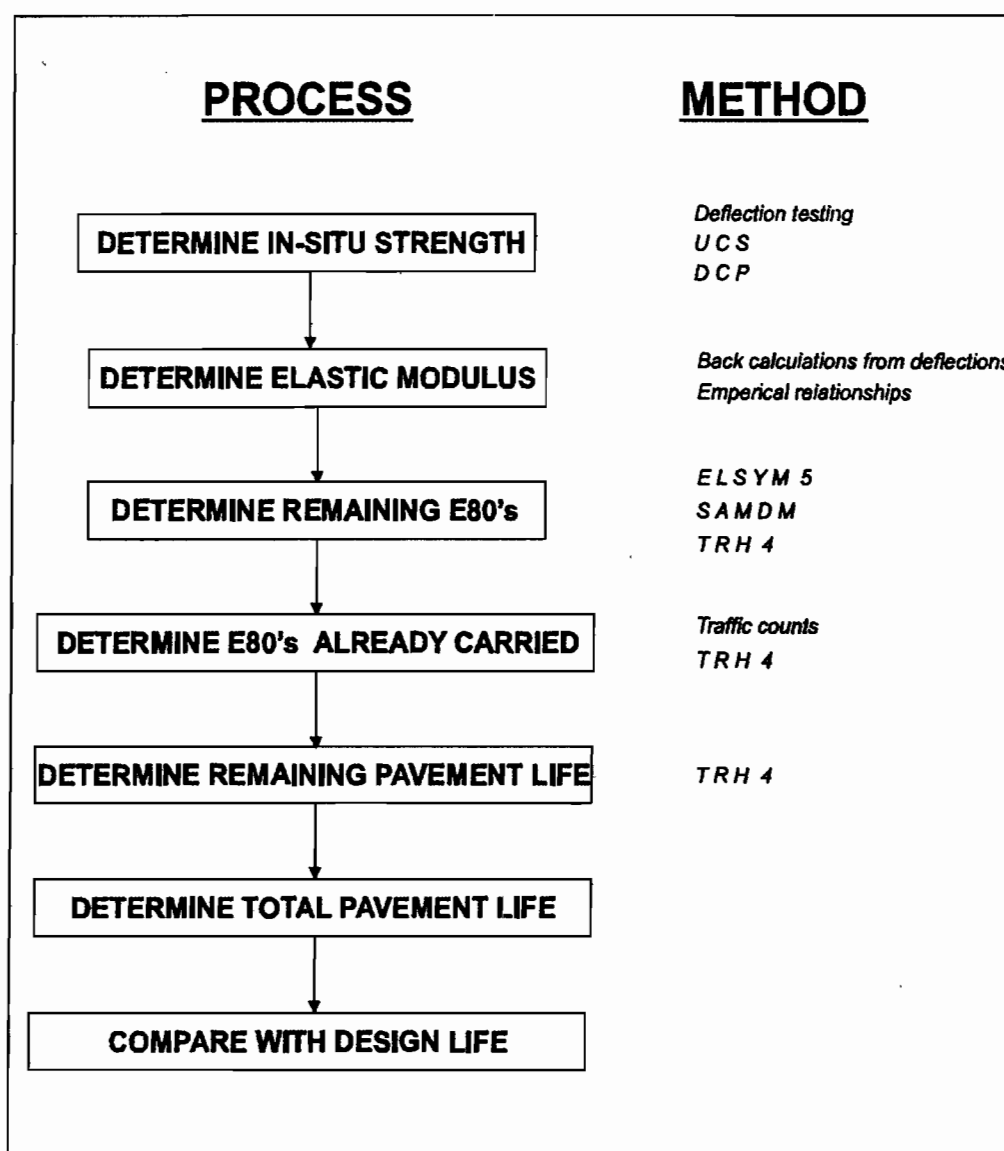 PROCESS METHOD
DETERMINE IN-SITU STRENGTH
Deflection testing
U C S
D C P
DETERMINE ELASTIC MODULUS
Back calculations from deflections
Emperical relationships
DETERMINE REMAINING E80's
E L S Y M 5
S A M D M
T R H 4
DETERMINE E80's ALREADY CARRIED
Traffic counts
T R H 4
DETERMINE REMAINING PAVEMENT LIFE
T R H 4
DETERMINE TOTAL PAVEMENT LIFE
COMPARE WITH DESIGN LIFE